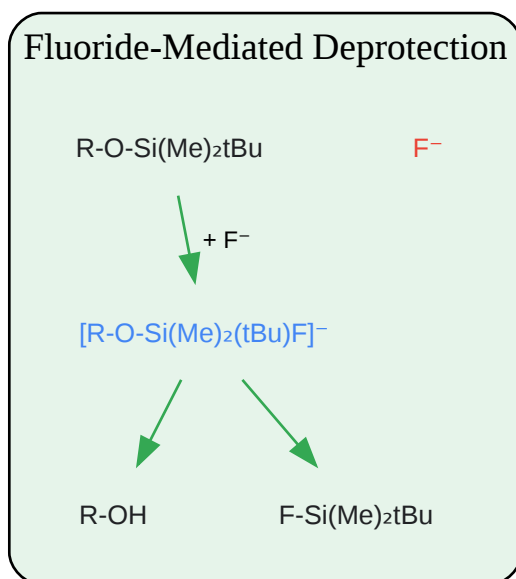 Fluoride-Mediated Deprotection
R-O-Si(Me)₂tBu F⁻
+ F⁻
[R-O-Si(Me)₂(tBu)F]⁻
R-OH F-Si(Me)₂tBu